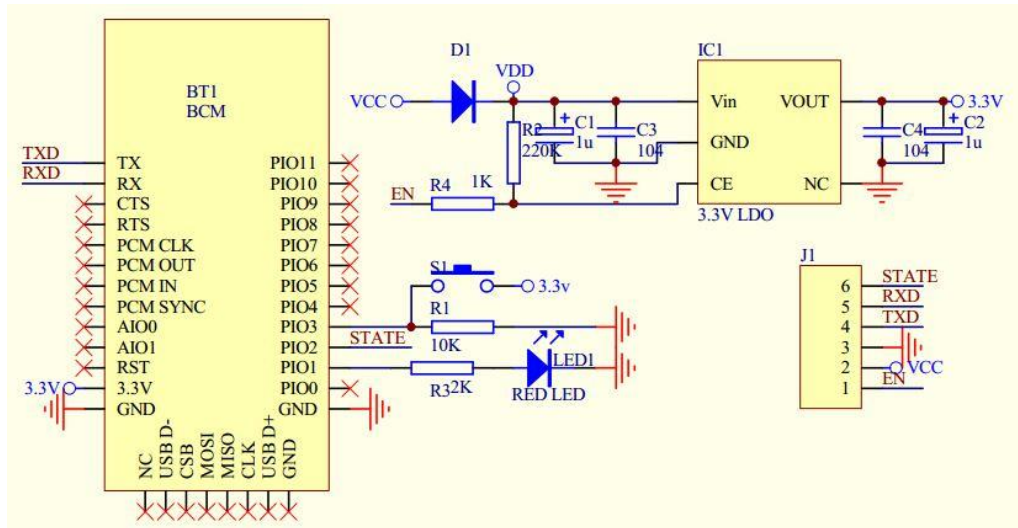 BT1
BCM
TXD
RXD
TX
RX
CTS
RTS
PCM CLK
PCM OUT
PCM IN
PCM SYNC
AIO0
AIO1
RST
3.3V
3.3V
GND
PIO11
PIO10
PIO9
PIO8
PIO7
PIO6
PIO5
PIO4
PIO3
PIO2
PIO1
PIO0
GND
NC
USB D-
CSB
MOSI
MISO
CLK
USB D+
GND
D1
VCC
VDD
R2
220K
C1
1u
C3
104
EN
R4
1K
IC1
Vin
VOUT
GND
CE
NC
3.3V LDO
3.3V
C4
104
C2
1u
S1
3.3v
R1
10K
STATE
R3
2K
LED1
RED LED
J1
6
STATE
5
RXD
4
TXD
3
2
VCC
1
EN